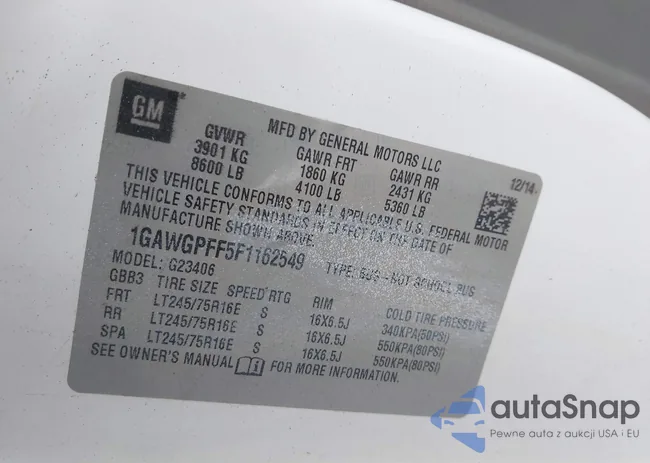 GM
MFD BY GENERAL MOTORS LLC
GVWR GAWR FRT GAWR RR 12/14
3901 KG 1860 KG 2431 KG
8600 LB 4100 LB 5360 LB
THIS VEHICLE CONFORMS TO ALL APPLICABLE U.S. FEDERAL MOTOR
VEHICLE SAFETY STANDARDS IN EFFECT ON THE DATE OF
MANUFACTURE SHOWN ABOVE.
1GAWGPFF5F1162549 TYPE: BUS - NOT SCHOOL BUS
MODEL: G23406
GBB3 TIRE SIZE SPEED RTG RIM COLD TIRE PRESSURE
FRT LT245/75R16E S 16X6.5J 340KPA(50PSI)
RR LT245/75R16E S 16X6.5J 550KPA(80PSI)
SPA LT245/75R16E S 16X6.5J 550KPA(80PSI)
SEE OWNER'S MANUAL FOR MORE INFORMATION.
autaSnap
Pewne auta z aukcji USA i EU